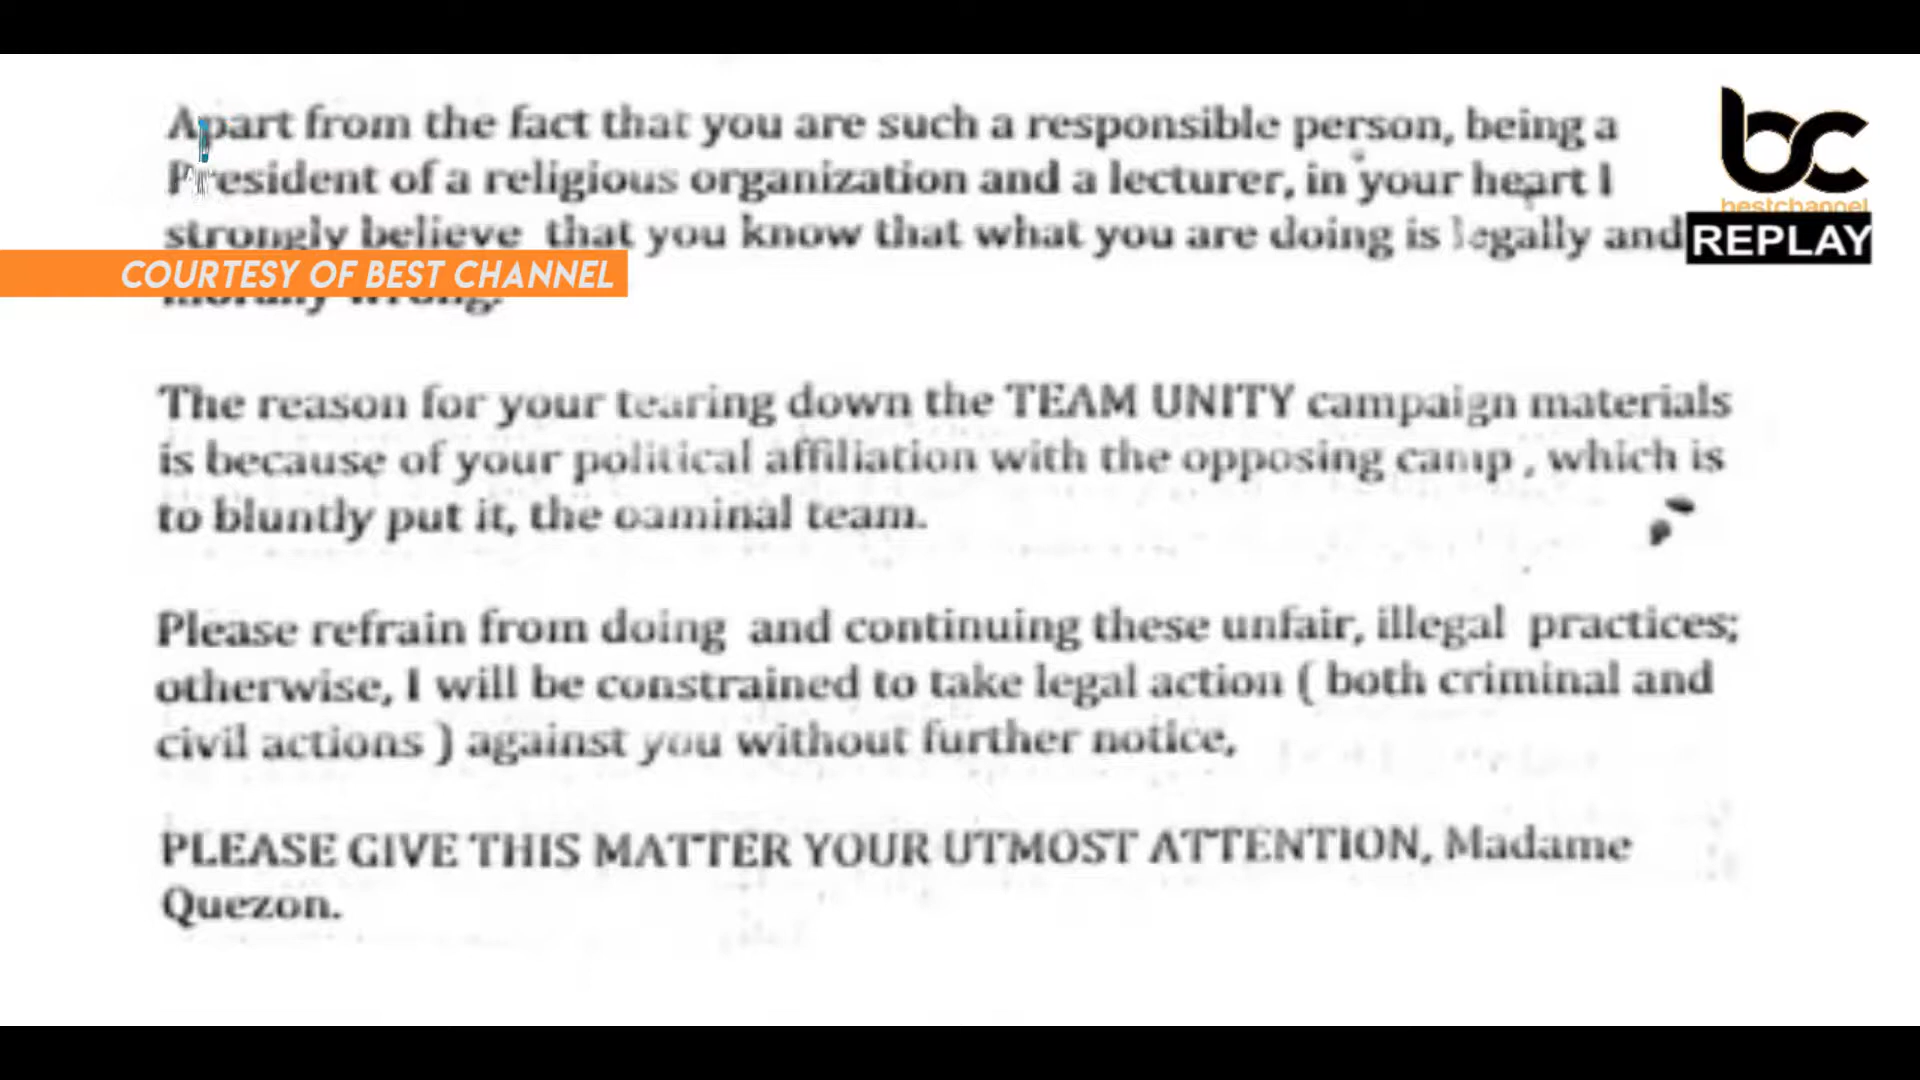 Apart from the fact that you are such a responsible person, being a
President of a religious organization and a lecturer, in your heart I
strongly believe that you know that what you are doing is legally and
morally wrong.
The reason for your tearing down the TEAM UNITY campaign materials
is because of your political affiliation with the opposing camp , which is
to bluntly put it, the oaminal team.
Please refrain from doing and continuing these unfair, illegal practices;
otherwise, I will be constrained to take legal action ( both criminal and
civil actions ) against you without further notice,
PLEASE GIVE THIS MATTER YOUR UTMOST ATTENTION, Madame
Quezon.
COURTESY OF BEST CHANNEL
bc
bestchannel
REPLAY